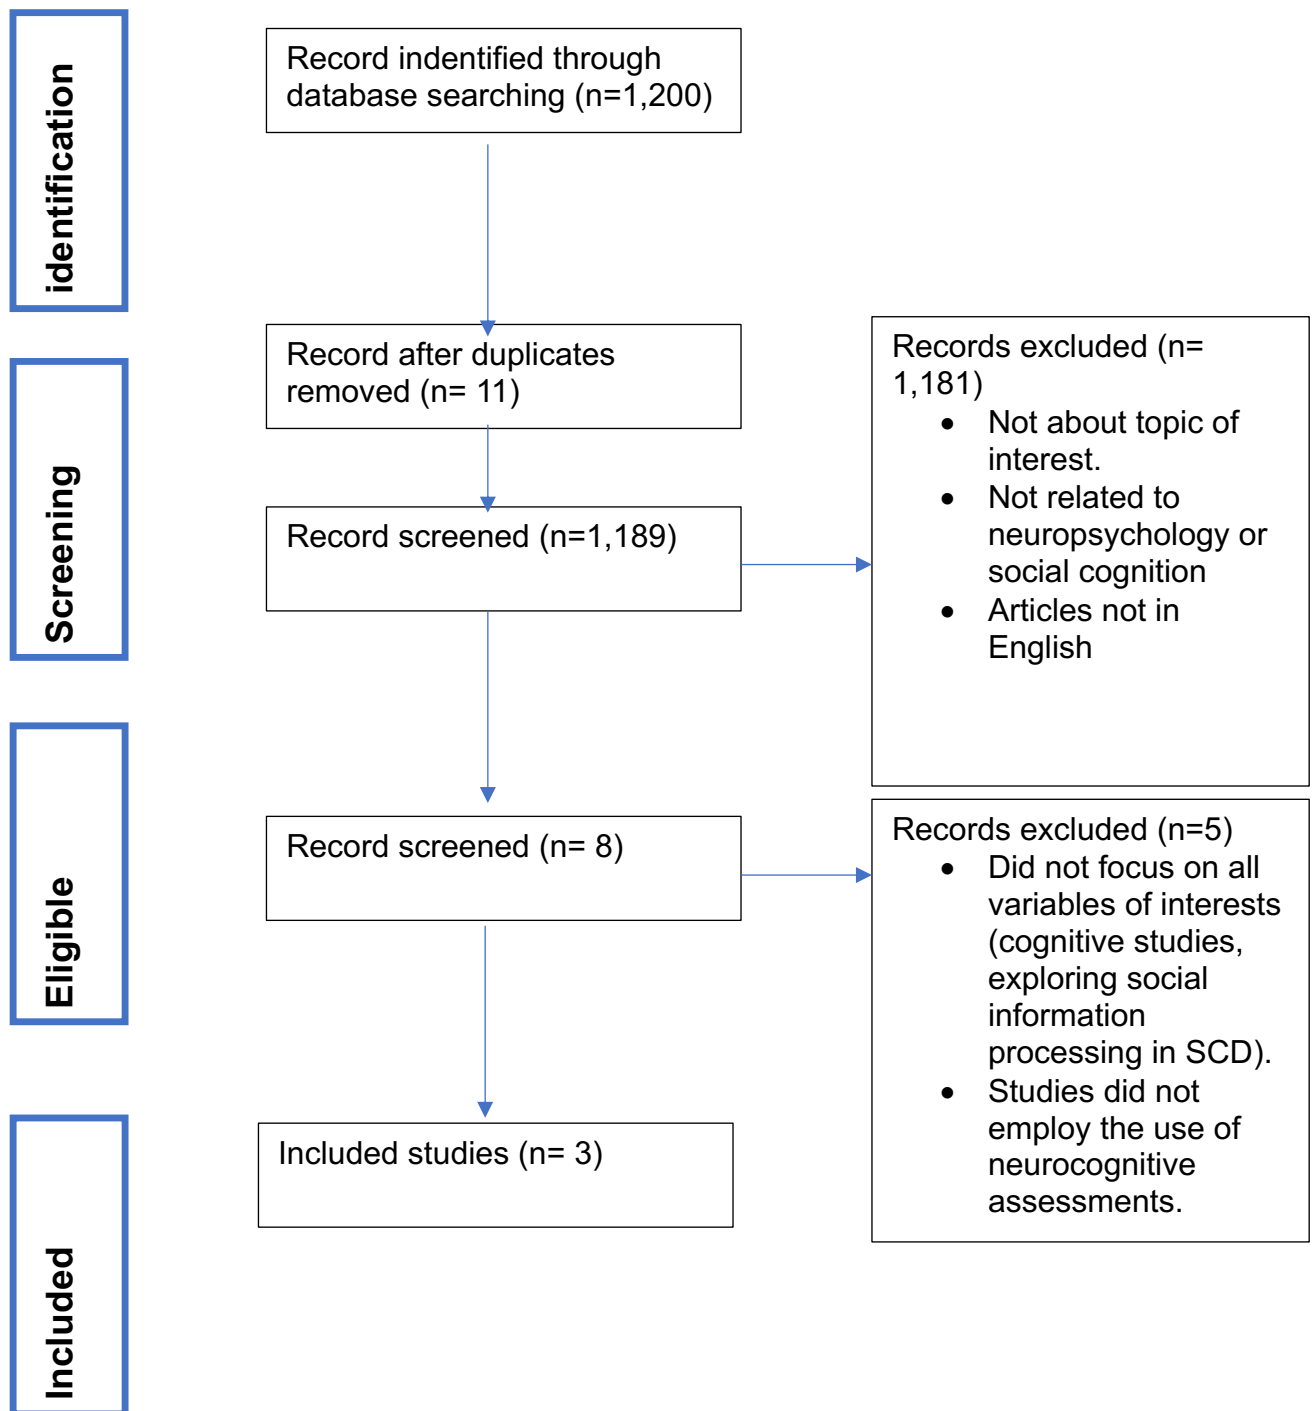 identification
Record indentified through
database searching (n=1,200)
Record after duplicates
removed (n= 11)
Screening
Record screened (n=1,189)
Records excluded (n=
1,181)
• Not about topic of
interest.
• Not related to
neuropsychology or
social cognition
• Articles not in
English
Eligible
Record screened (n= 8)
Records excluded (n=5)
• Did not focus on all
variables of interests
(cognitive studies,
exploring social
information
processing in SCD).
• Studies did not
employ the use of
neurocognitive
assessments.
Included
Included studies (n= 3)